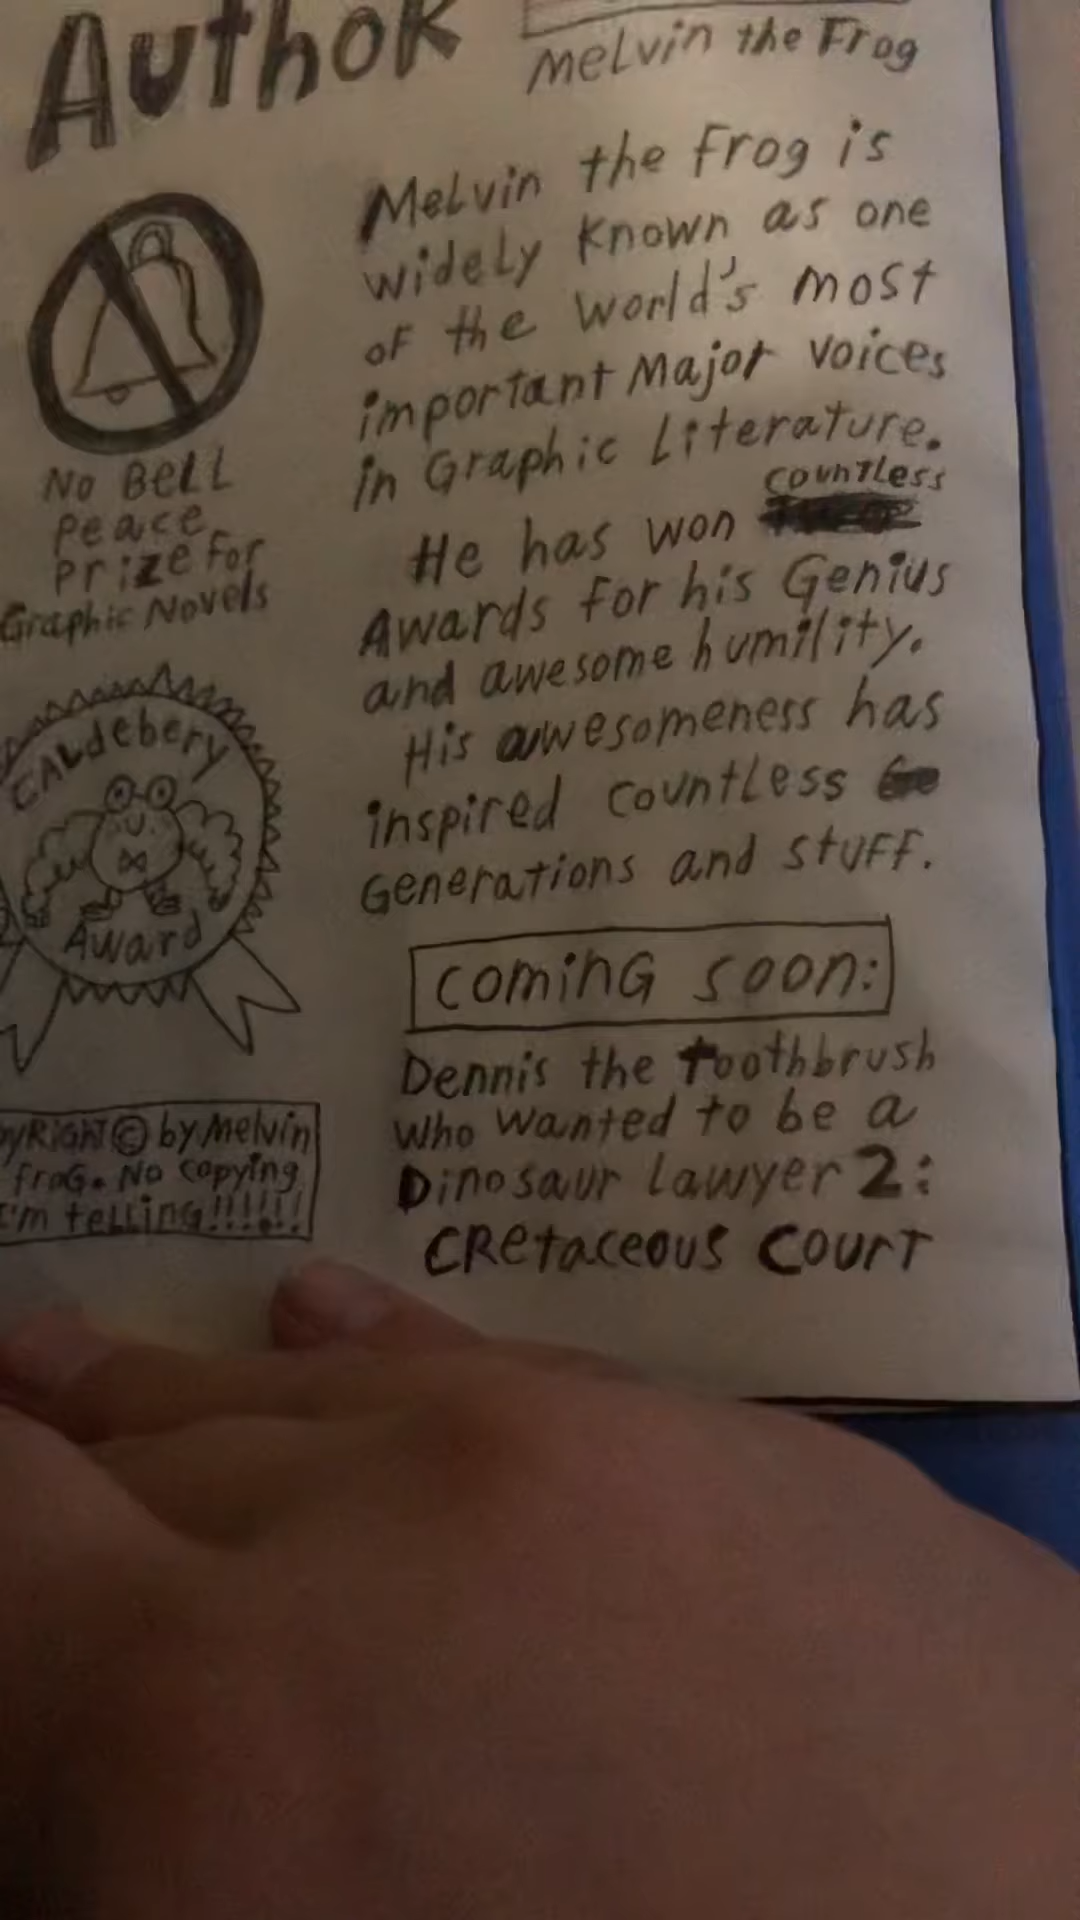 Author
Melvin the Frog
Melvin the Frog is
widely Known as one
of the World's most
important Major voices
in Graphic Literature.
countless
He has won
Awards for his Genius
and awesome humility.
His awesomeness has
inspired countless
Generations and stuff.
coming soon:
Dennis the toothbrush
Who Wanted to be a
Dinosaur Lawyer 2:
CRetaceous Court
No Bell
Peace
Prize for
Graphic Novels
CALdebery
Award
© by Melvin
froG. No copying
I'm telling!!!!!!